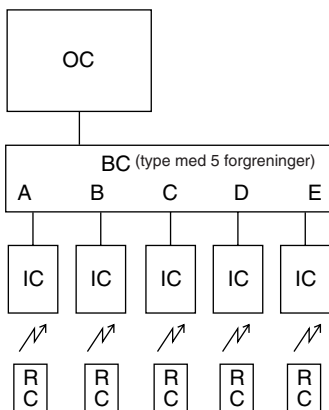 OC
BC (type med 5 forgreninger)
A B C D E
IC IC IC IC IC
R R R R R
C C C C C